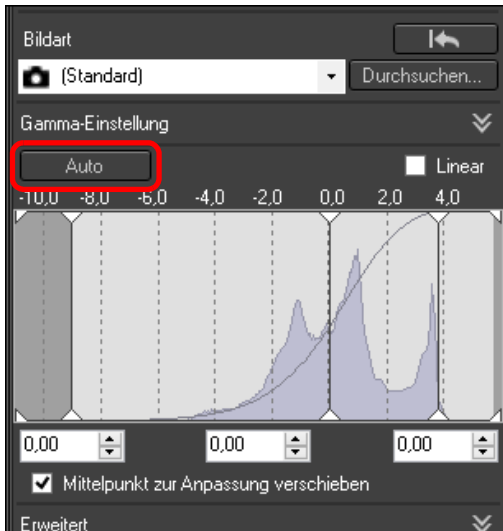 Bildart
(Standard)
Durchsuchen...
Gamma-Einstellung
Auto
Linear
-10,0 -8,0 -6,0 -4,0 -2,0 0,0 2,0 4,0
0,00 0,00 0,00
Mittelpunkt zur Anpassung verschieben
Erweitert